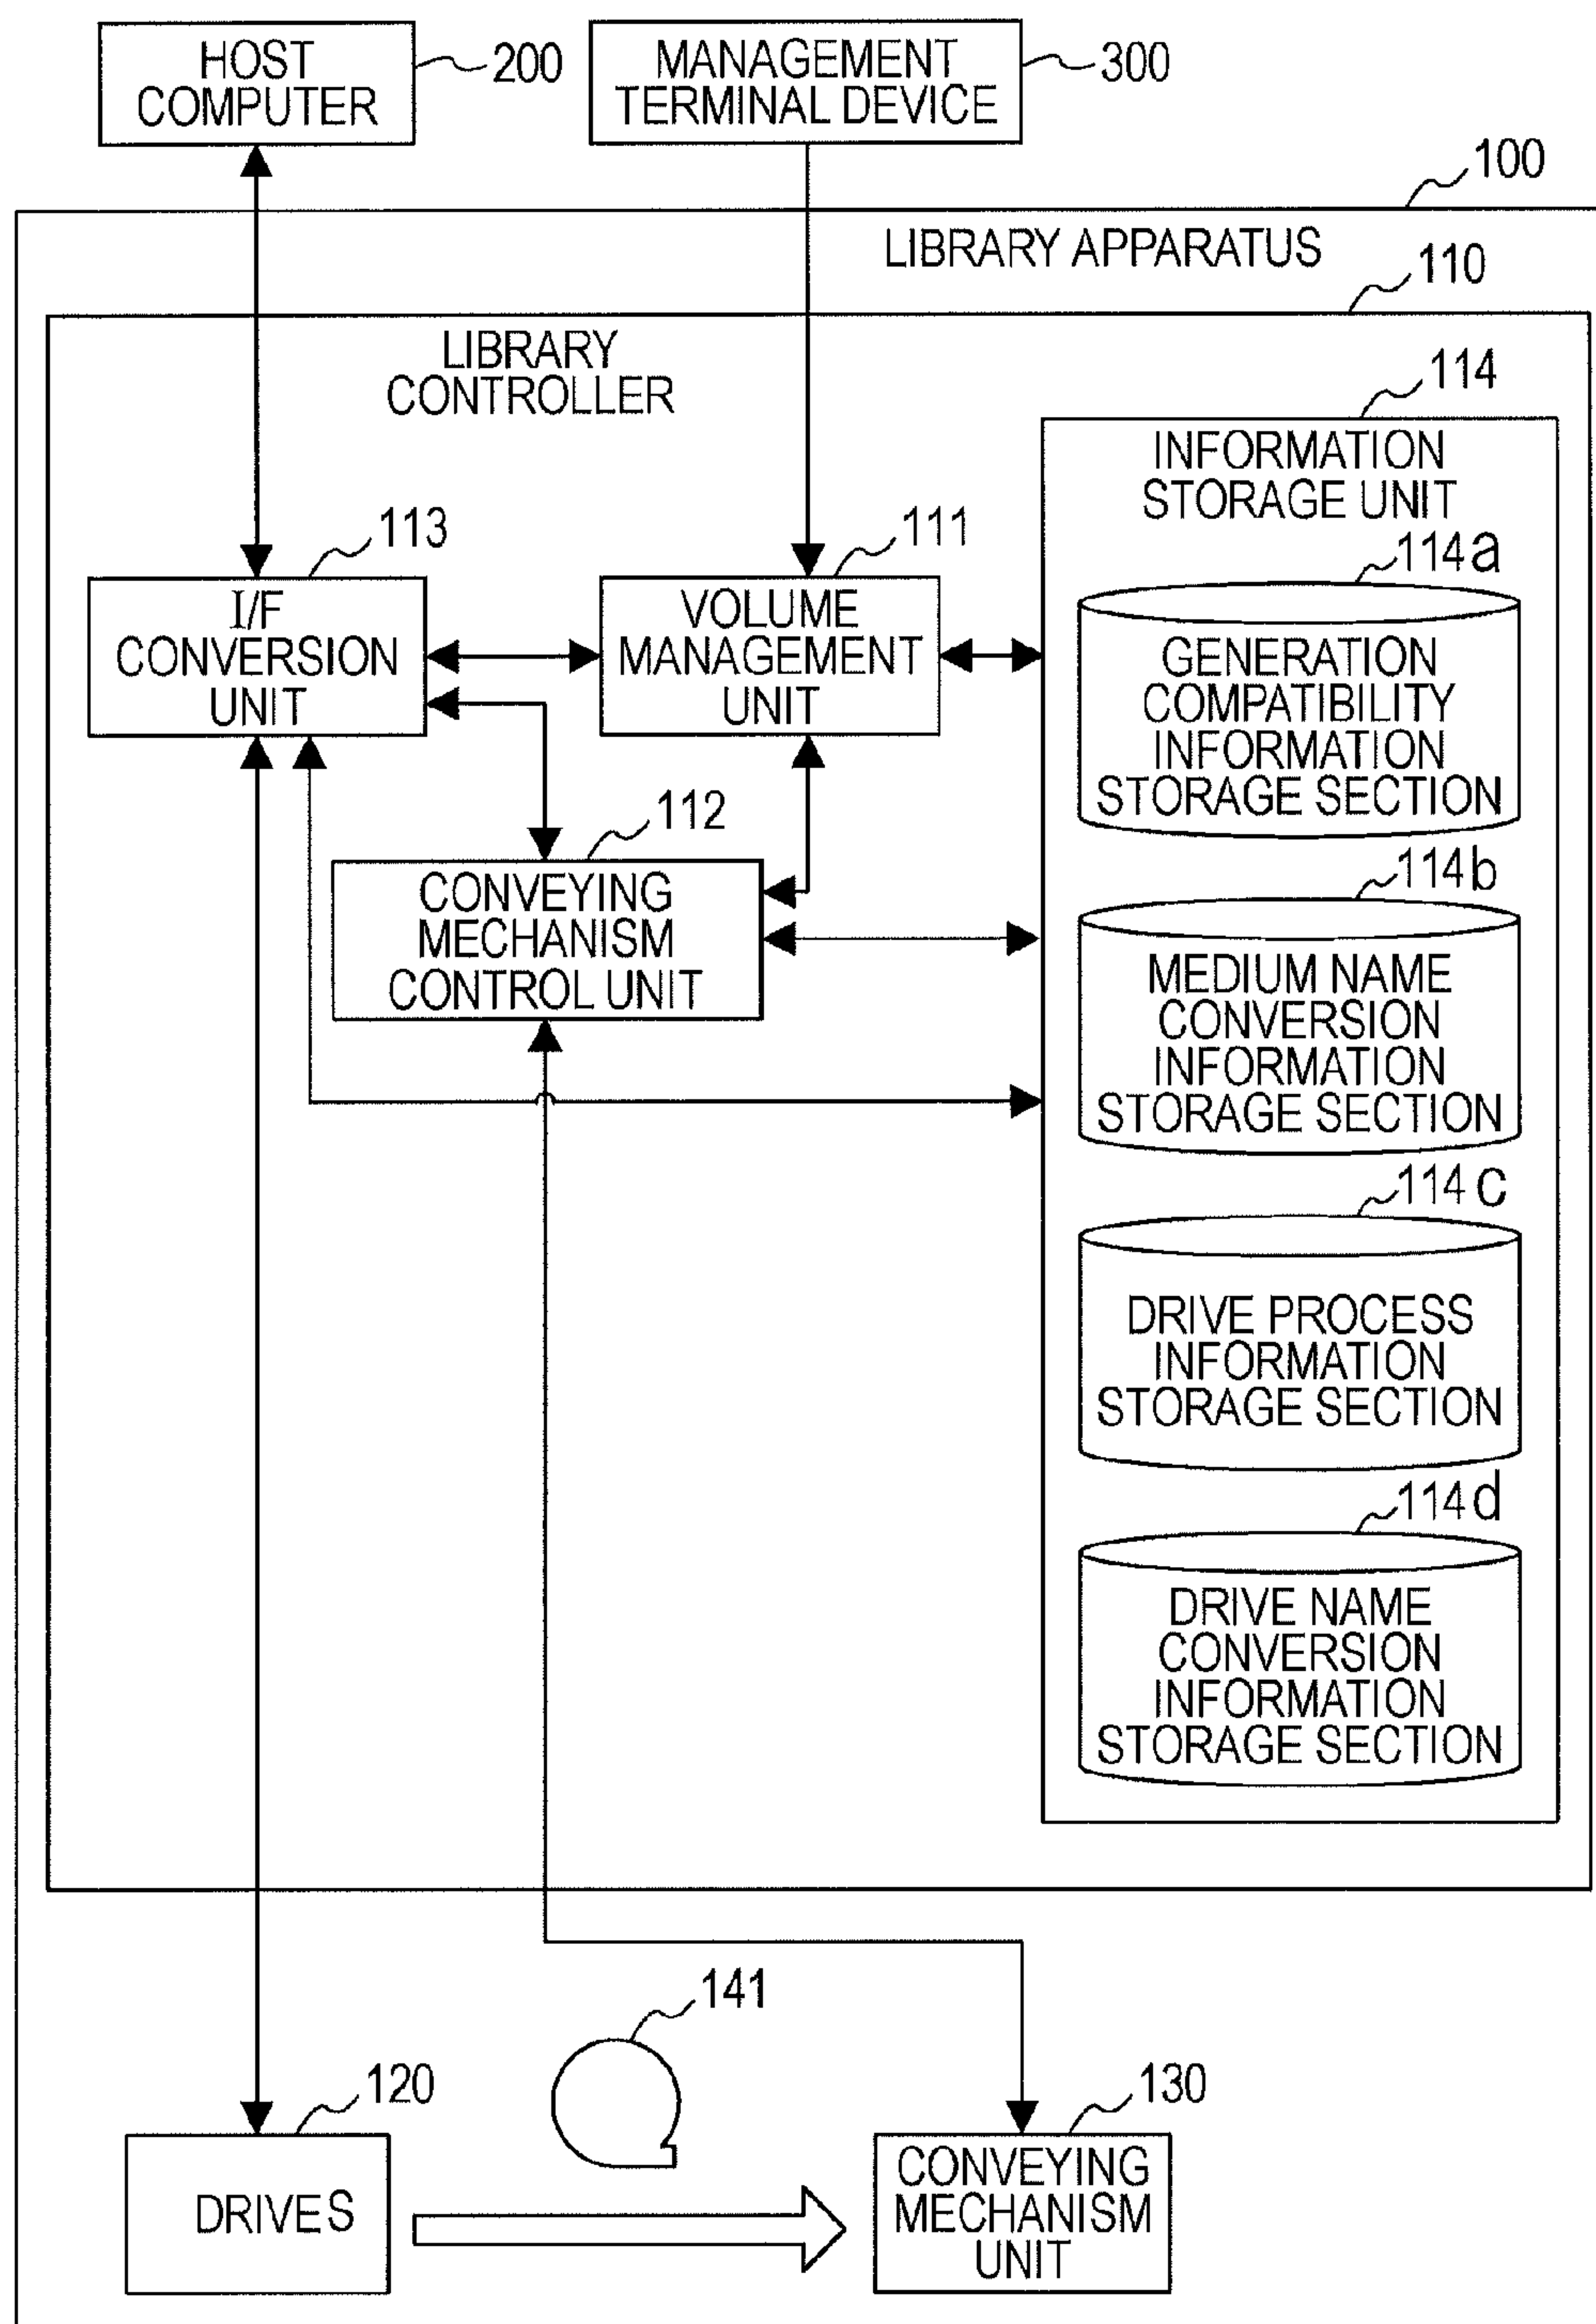 HOST
COMPUTER
200
MANAGEMENT
TERMINAL DEVICE
300
100
LIBRARY APPARATUS
110
LIBRARY
CONTROLLER
114
INFORMATION
STORAGE UNIT
113
I/F
CONVERSION
UNIT
111
VOLUME
MANAGEMENT
UNIT
114a
GENERATION
COMPATIBILITY
INFORMATION
STORAGE SECTION
112
CONVEYING
MECHANISM
CONTROL UNIT
114b
MEDIUM NAME
CONVERSION
INFORMATION
STORAGE SECTION
114c
DRIVE PROCESS
INFORMATION
STORAGE SECTION
114d
DRIVE NAME
CONVERSION
INFORMATION
STORAGE SECTION
141
120
DRIVES
130
CONVEYING
MECHANISM
UNIT